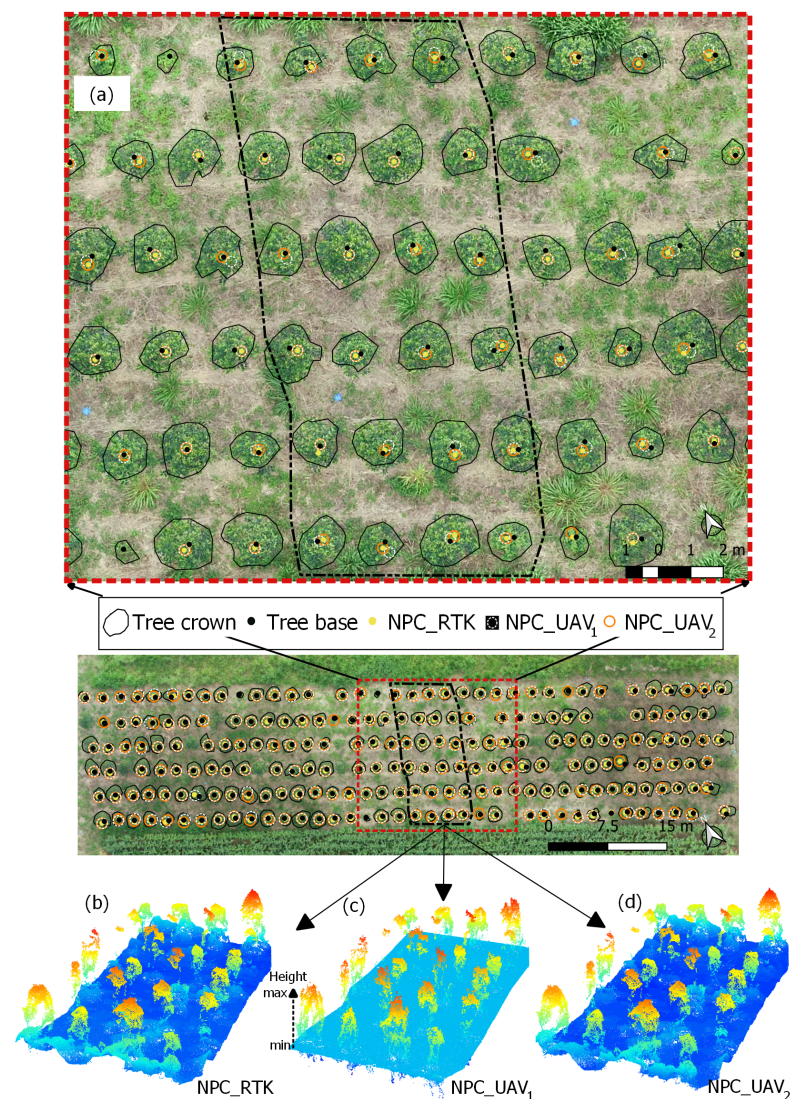 (a)
1 0 1 2 m
Tree crown Tree base NPC_RTK NPC_UAV1 NPC_UAV2
0 7.5 15 m
(b) (c) (d)
Height
max
min
NPC_RTK NPC_UAV1 NPC_UAV2